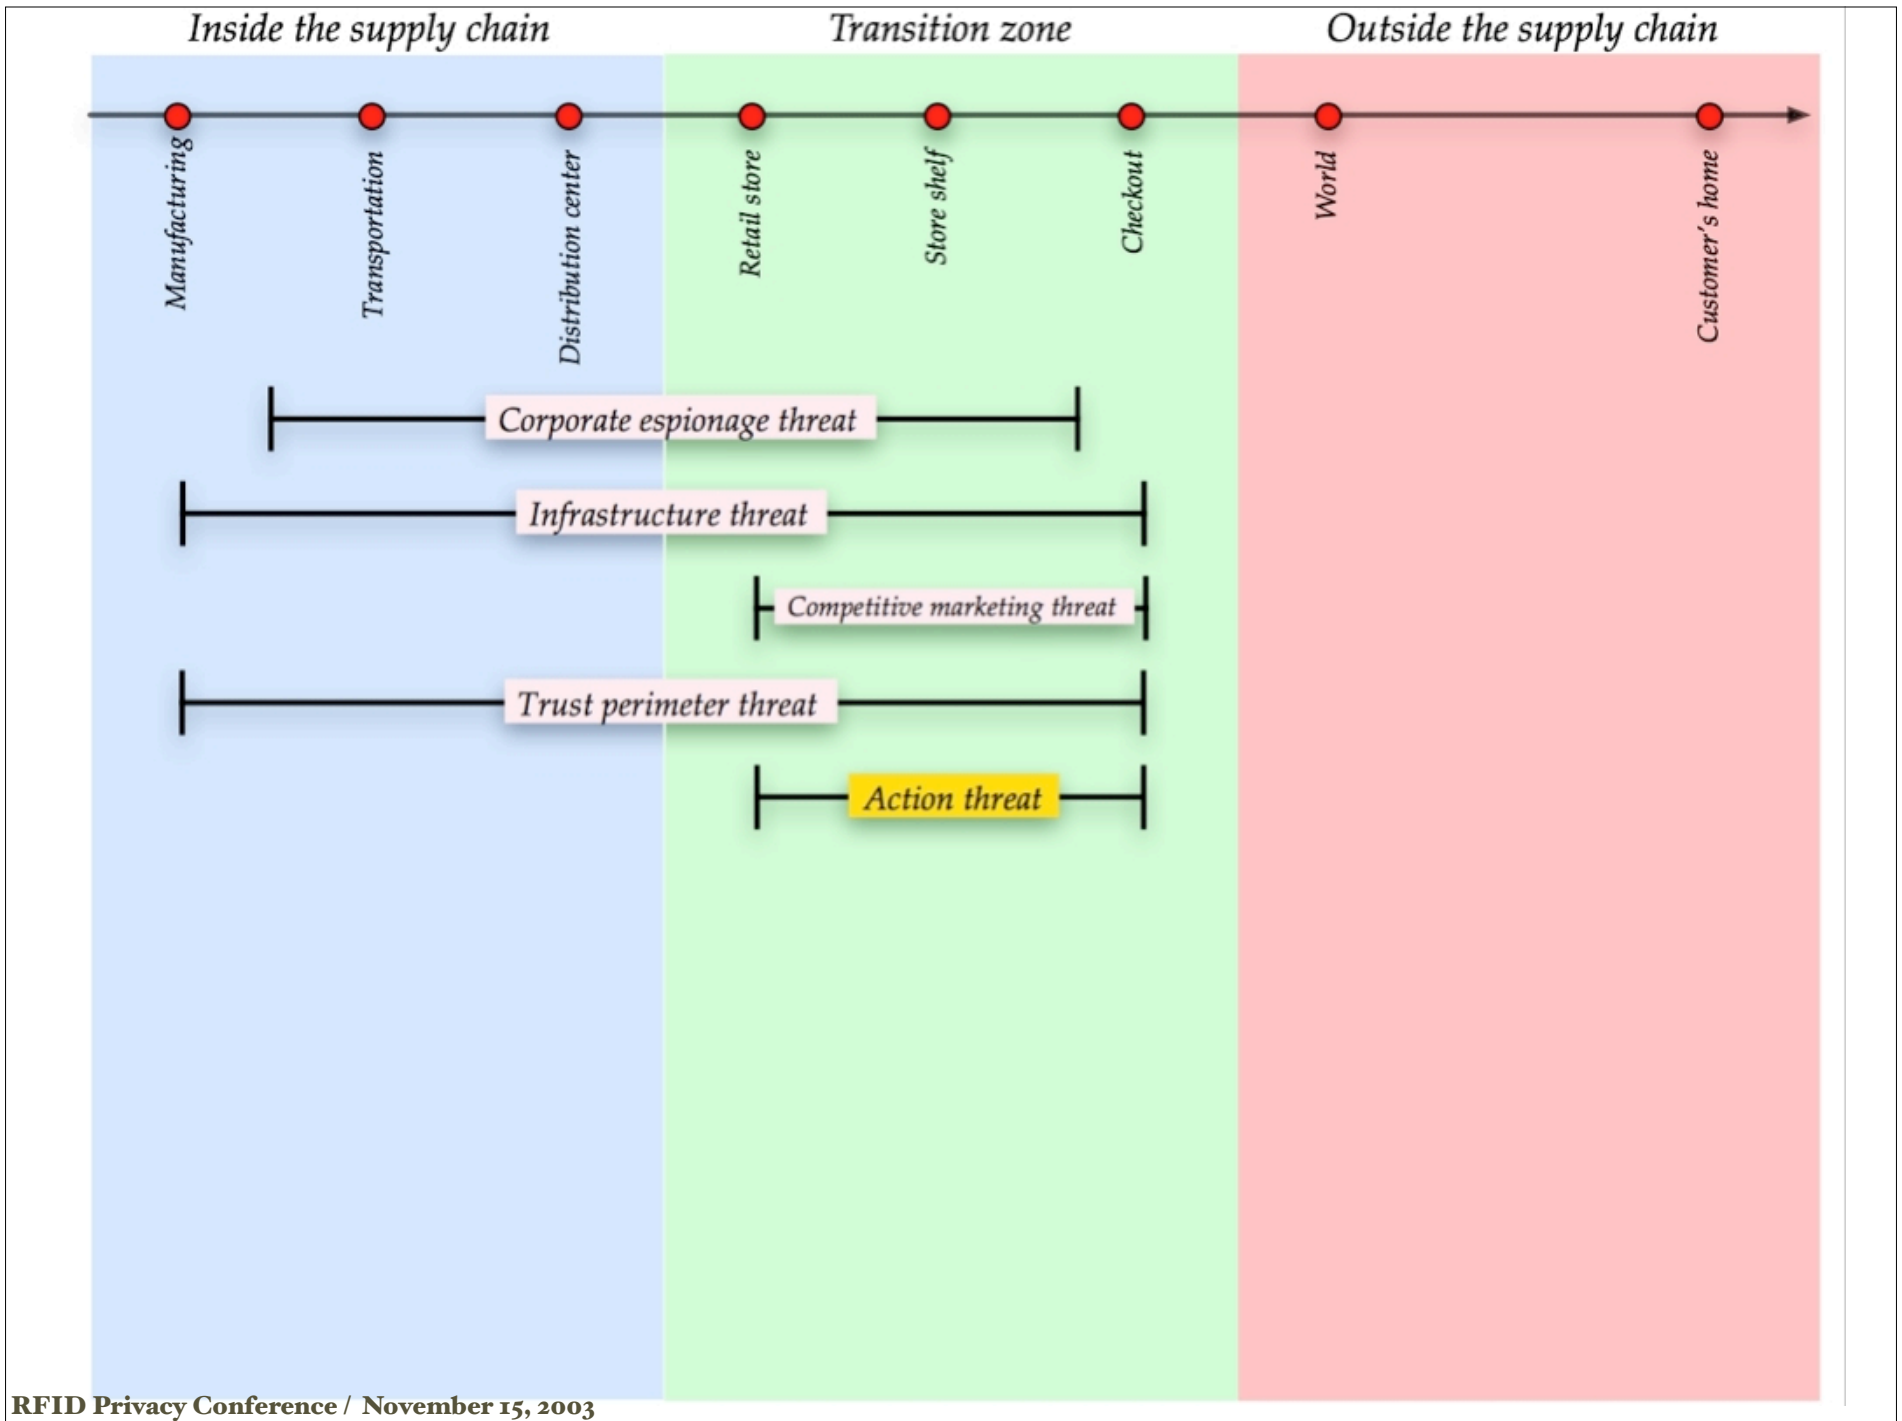 Inside the supply chain
Transition zone
Outside the supply chain
Manufacturing
Transportation
Distribution center
Retail store
Store shelf
Checkout
World
Customer's home
Corporate espionage threat
Infrastructure threat
Competitive marketing threat
Trust perimeter threat
Action threat
RFID Privacy Conference / November 15, 2003